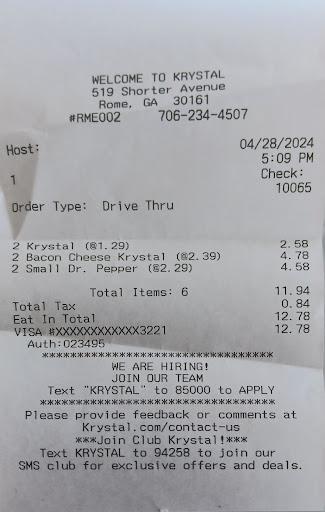 WELCOME TO KRYSTAL
519 Shorter Avenue
Rome, GA 30161
#RME002 706-234-4507
Host: 04/28/2024
5:09 PM
1 Check:
10065
Order Type: Drive Thru
2 Krystal (@1.29) 2.58
2 Bacon Cheese Krystal (@2.39) 4.78
2 Small Dr. Pepper (@2.29) 4.58
Total Items: 6 11.94
Total Tax 0.84
Eat In Total 12.78
VISA #XXXXXXXXXXXX3221 12.78
Auth:023495
*********************************
WE ARE HIRING!
JOIN OUR TEAM
Text "KRYSTAL" to 85000 to APPLY
*********************************
Please provide feedback or comments at
Krystal.com/contact-us
***Join Club Krystal!***
Text KRYSTAL to 94258 to join our
SMS club for exclusive offers and deals.